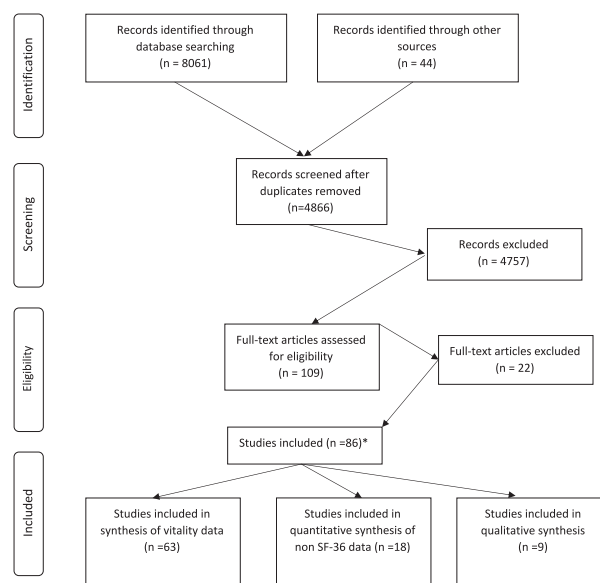 Identification
Records identified through
database searching
(n = 8061)
Records identified through other
sources
(n = 44)
Screening
Records screened after
duplicates removed
(n=4866)
Records excluded
(n = 4757)
Eligibility
Full-text articles assessed
for eligibility
(n = 109)
Full-text articles excluded
(n = 22)
Studies included (n =86)*
Included
Studies included in
synthesis of vitality data
(n =63)
Studies included in
quantitative synthesis of
non SF-36 data (n =18)
Studies included in
qualitative synthesis
(n =9)